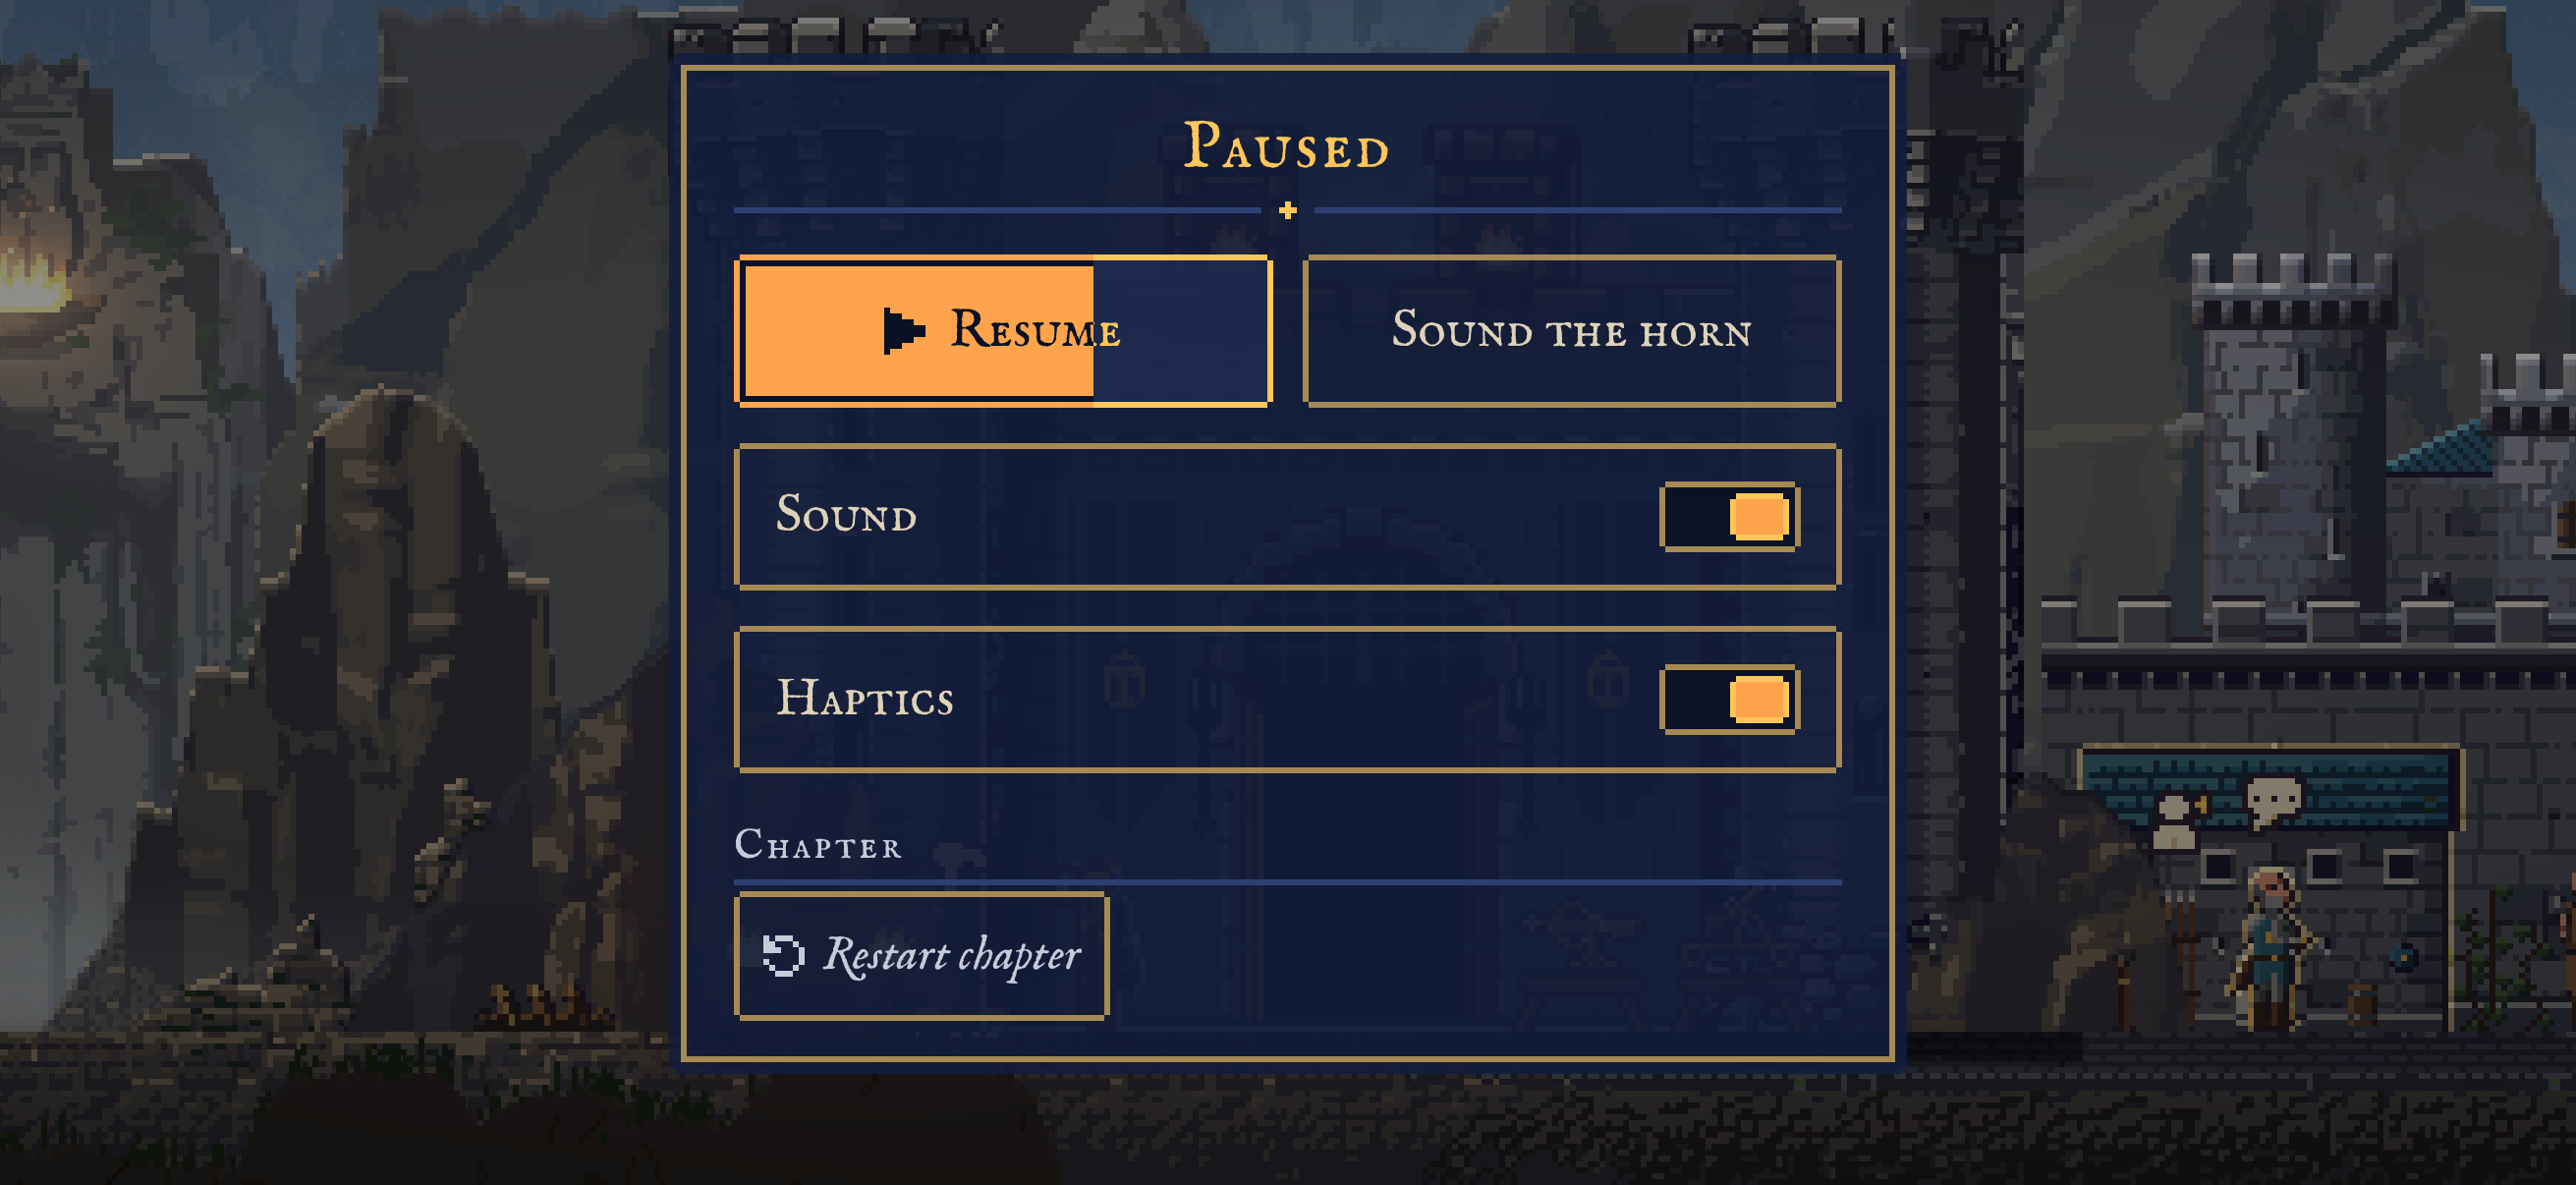 Paused
Resume
Sound the horn
Sound
Haptics
Chapter
Restart chapter